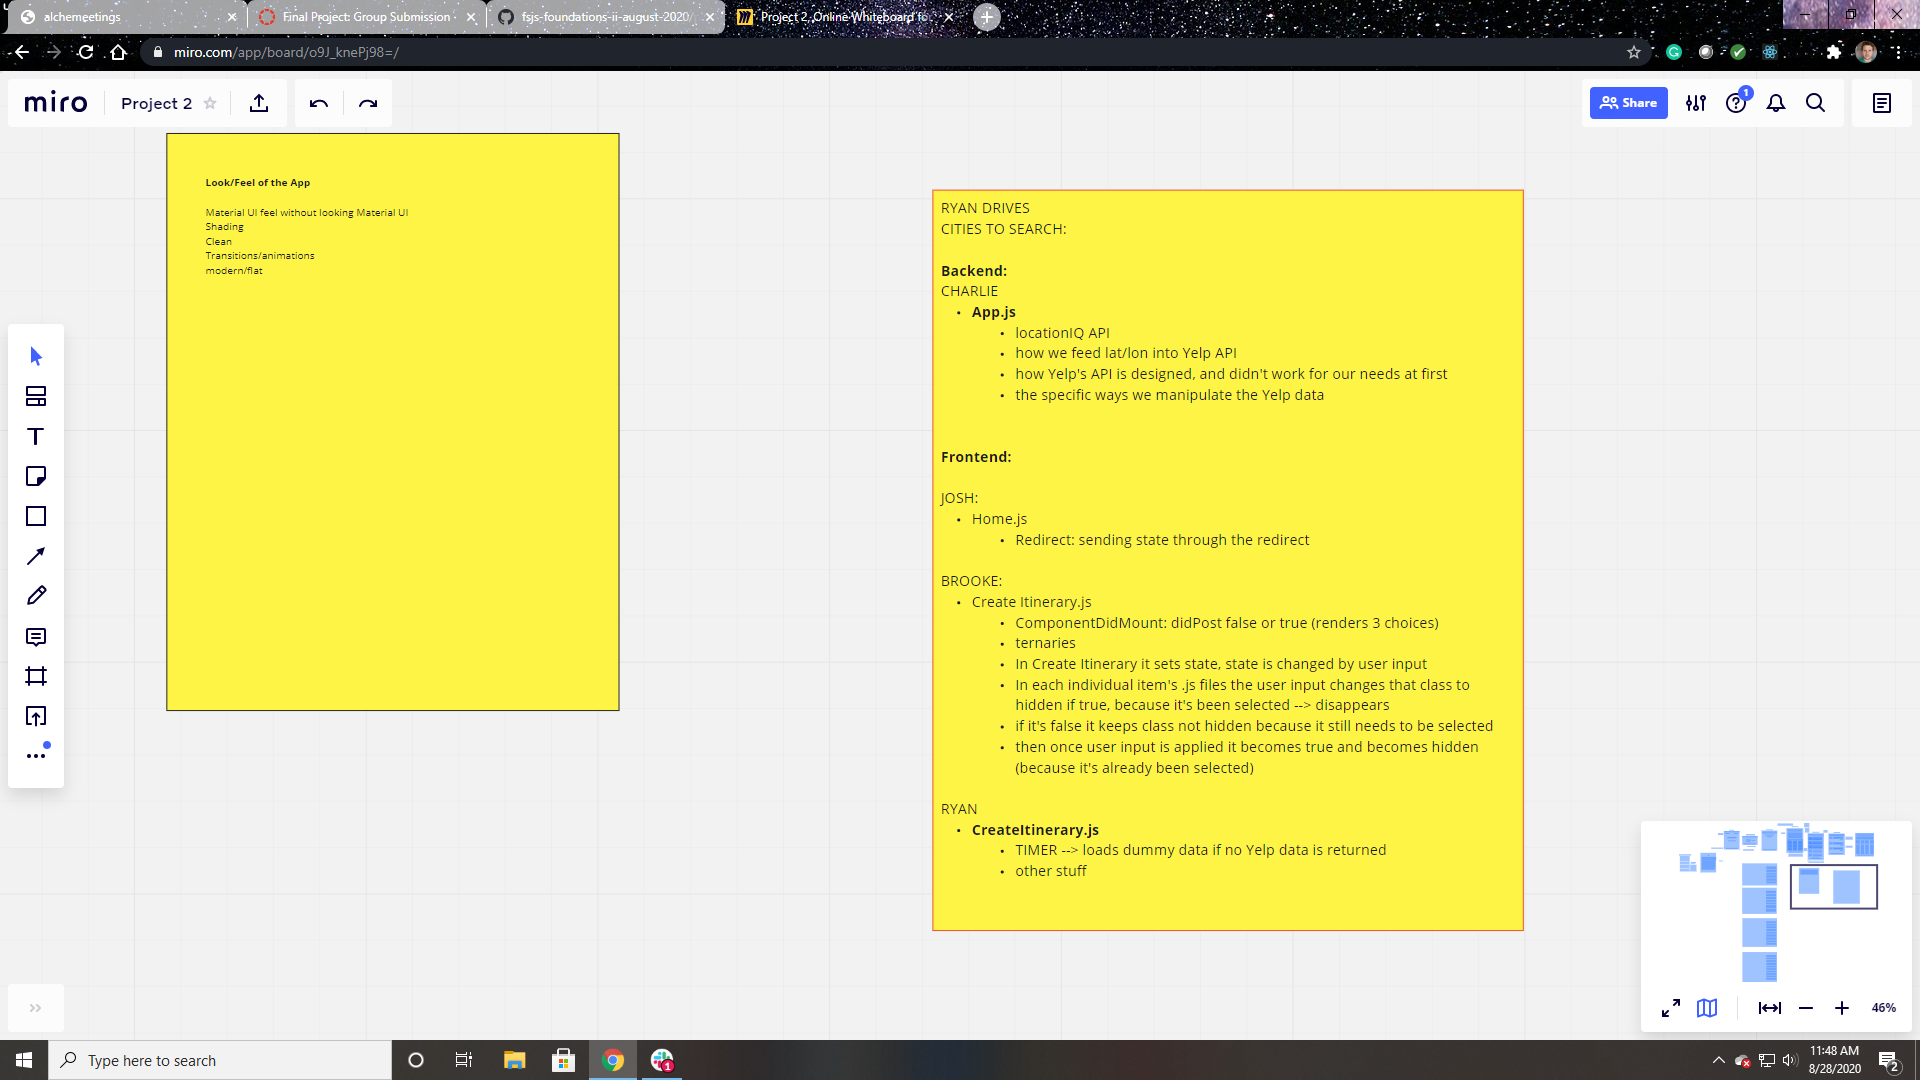 alchemeetings
Final Project: Group Submission -
fsjs-foundations-ii-august-2020/
Project 2, Online Whiteboard fo
miro.com/app/board/o9J_knePj98=/
miro
Project 2
Share
1
Look/Feel of the App
Material UI feel without looking Material UI
Shading
Clean
Transitions/animations
modern/flat
RYAN DRIVES
CITIES TO SEARCH:
Backend:
CHARLIE
• App.js
• locationIQ API
• how we feed lat/lon into Yelp API
• how Yelp's API is designed, and didn't work for our needs at first
• the specific ways we manipulate the Yelp data
Frontend:
JOSH:
• Home.js
• Redirect: sending state through the redirect
BROOKE:
• Create Itinerary.js
• ComponentDidMount: didPost false or true (renders 3 choices)
• ternaries
• In Create Itinerary it sets state, state is changed by user input
• In each individual item's .js files the user input changes that class to
hidden if true, because it's been selected --> disappears
• if it's false it keeps class not hidden because it still needs to be selected
• then once user input is applied it becomes true and becomes hidden
(because it's already been selected)
RYAN
• CreateItinerary.js
• TIMER --> loads dummy data if no Yelp data is returned
• other stuff
46%
Type here to search
1
11:48 AM
8/28/2020
2